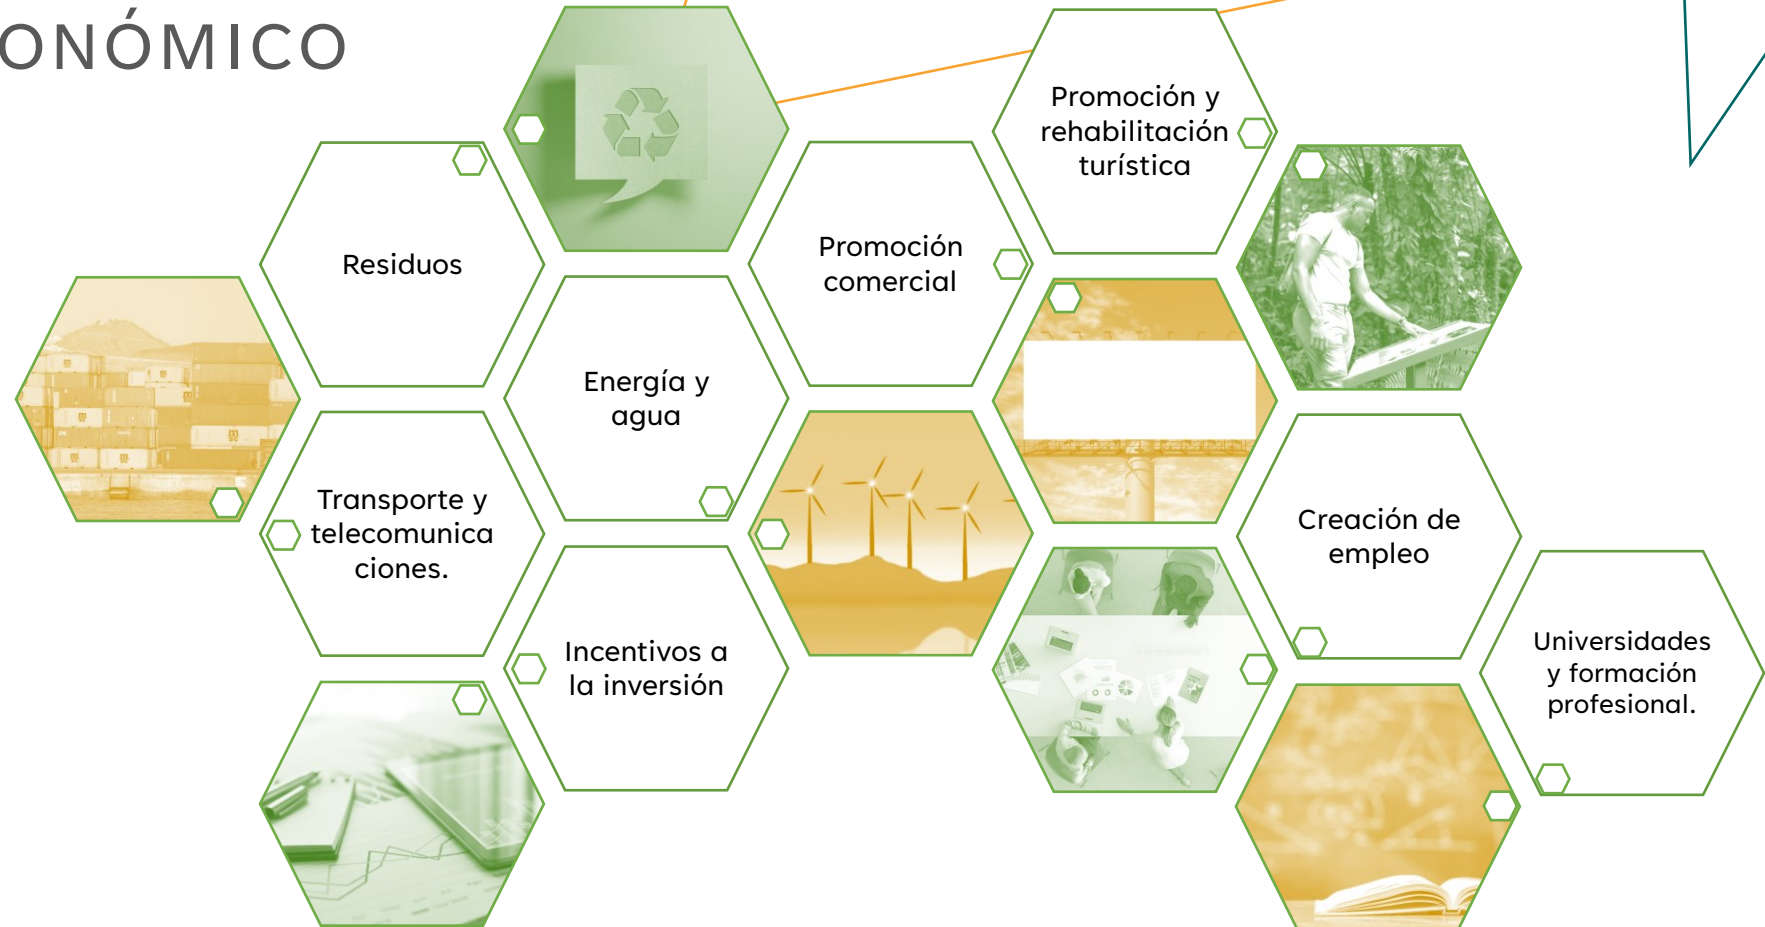 ONÓMICO
Promoción y
rehabilitación
turística
Residuos
Promoción
comercial
Energía y
agua
Transporte y
telecomunica
ciones.
Creación de
empleo
Incentivos a
la inversión
Universidades
y formación
profesional.